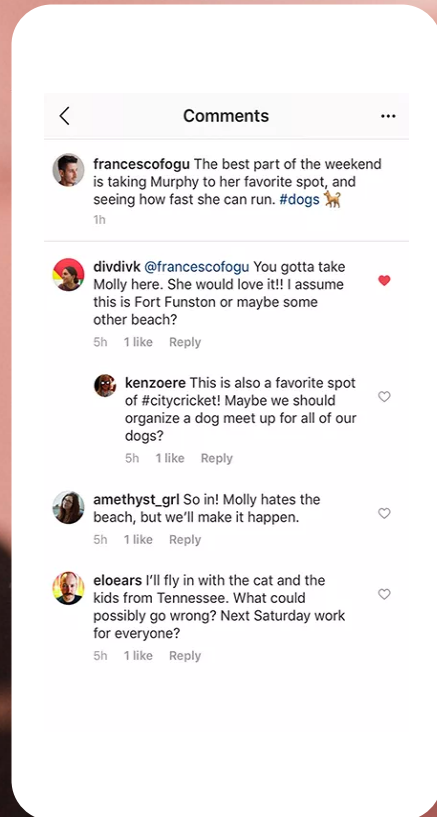 Comments
francescofogu The best part of the weekend
is taking Murphy to her favorite spot, and
seeing how fast she can run. #dogs 🐕
1h
divdivk @francescofogu You gotta take
Molly here. She would love it!! I assume
this is Fort Funston or maybe some
other beach?
5h 1 like Reply
kenzoere This is also a favorite spot
of #citycricket! Maybe we should
organize a dog meet up for all of our
dogs?
5h 1 like Reply
amethyst_grl So in! Molly hates the
beach, but we’ll make it happen.
5h 1 like Reply
eloears I’ll fly in with the cat and the
kids from Tennessee. What could
possibly go wrong? Next Saturday work
for everyone?
5h 1 like Reply